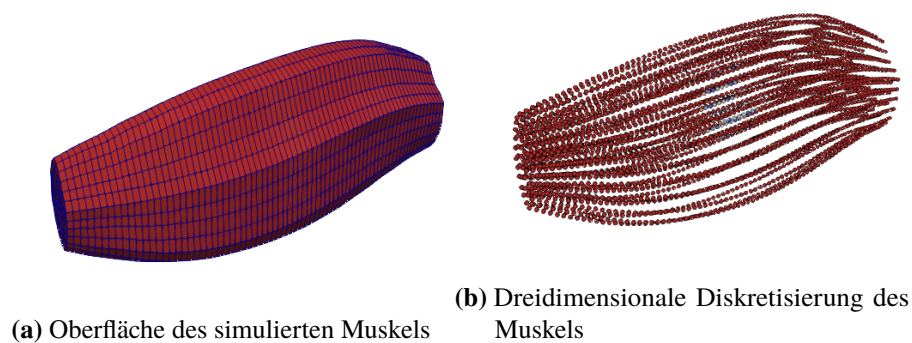 (a) Oberfläche des simulierten Muskels
(b) Dreidimensionale Diskretisierung des
Muskels